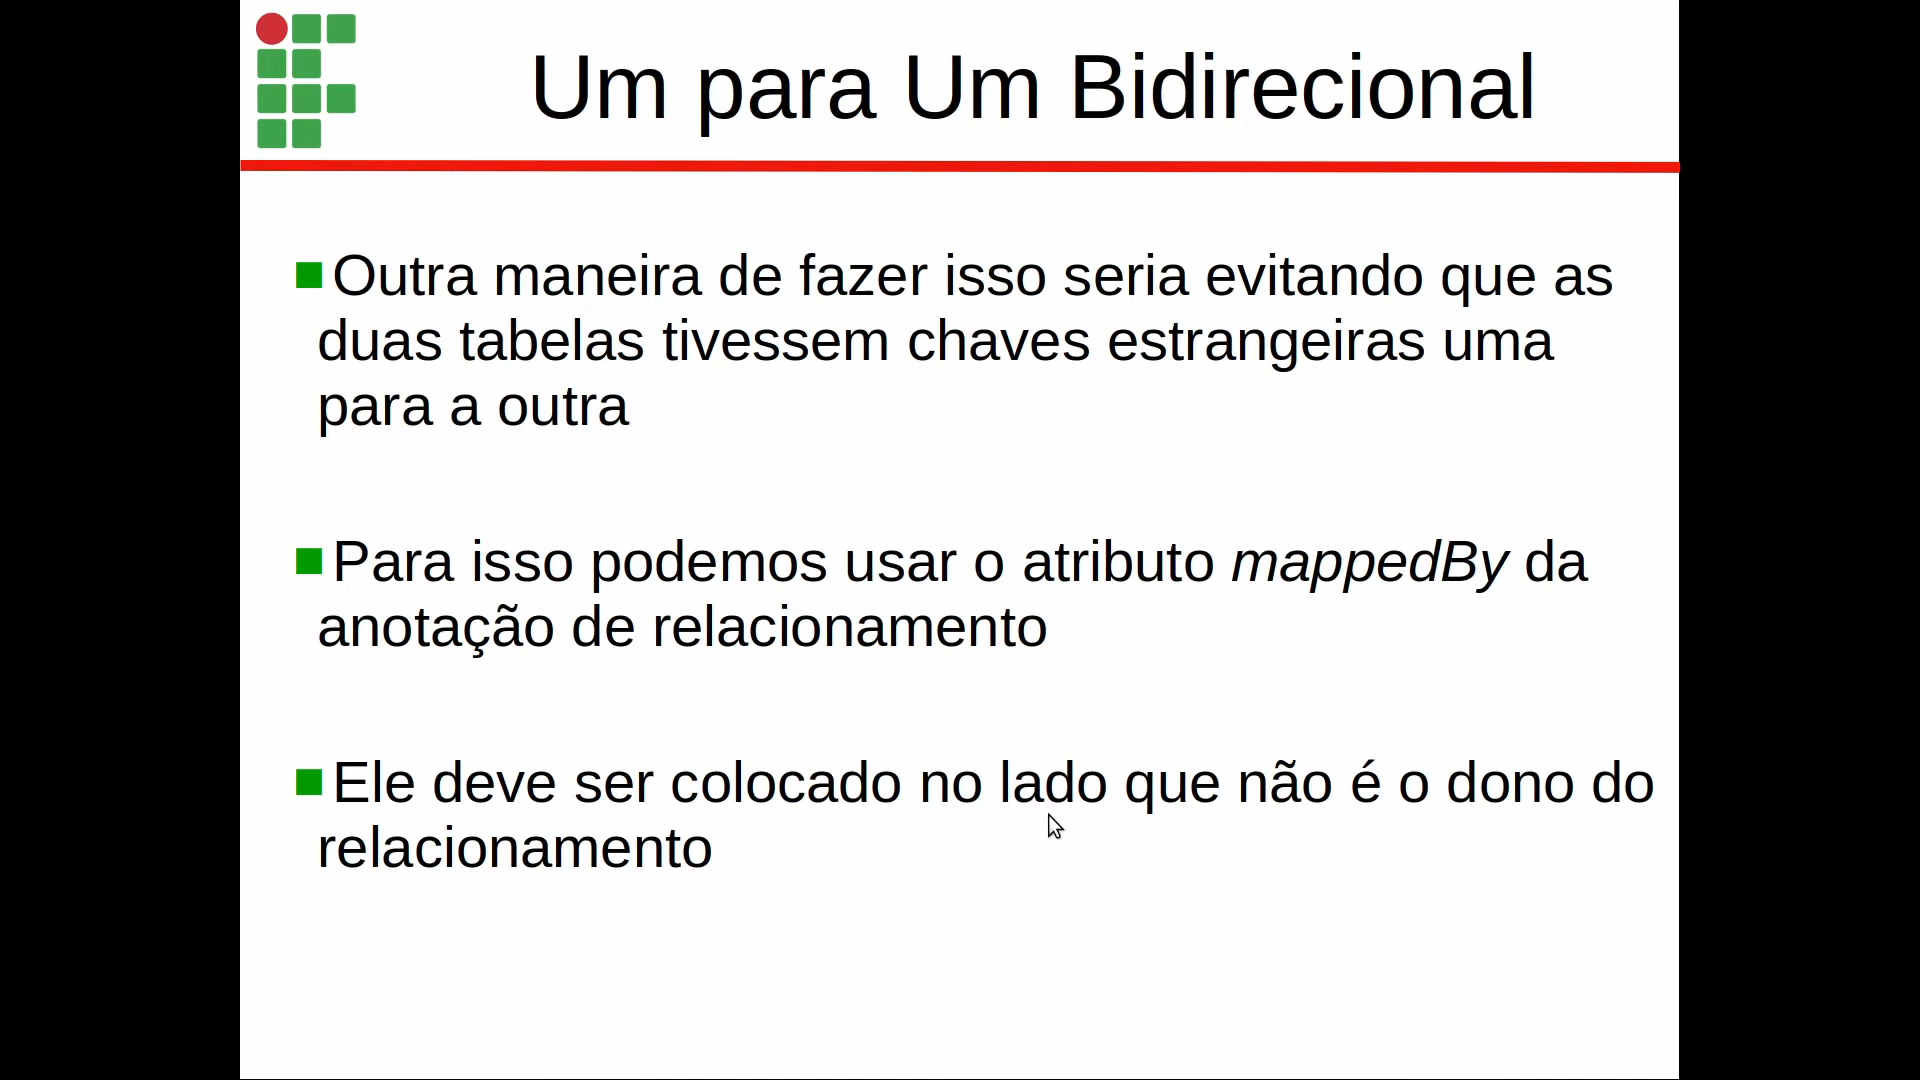 Um para Um Bidirecional
Outra maneira de fazer isso seria evitando que as
duas tabelas tivessem chaves estrangeiras uma
para a outra
Para isso podemos usar o atributo mappedBy da
anotação de relacionamento
Ele deve ser colocado no lado que não é o dono do
relacionamento